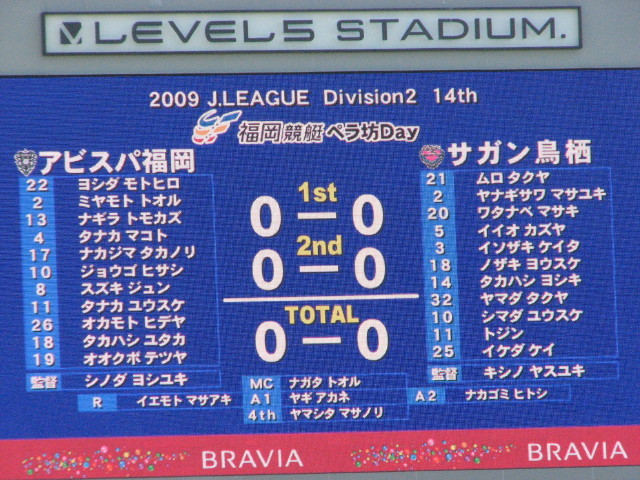 LEVEL5 STADIUM.
2009 J.LEAGUE Division2 14th
福岡競艇 ペラ坊Day
アビスパ福岡
22 ヨシダ モトヒロ
2 ミヤモト トオル
13 ナギラ トモカズ
4 タナカ マコト
17 ナカジマ タカノリ
10 ジョウゴ ヒサシ
8 スズキ ジュン
11 タナカ ユウスケ
26 オカモト ヒデヤ
18 タカハシ ユタカ
19 オオクボ テツヤ
監督 シノダ ヨシユキ
1st
0 — 0
2nd
0 — 0
TOTAL
0 — 0
サガン鳥栖
21 ムロ タクヤ
2 ヤナギサワ マサユキ
20 ワタナベ マサキ
5 イイオ カズヤ
3 イソザキ ケイタ
18 ノザキ ヨウスケ
14 タカハシ ヨシキ
32 ヤマダ タクヤ
10 シマダ ユウスケ
11 トジン
25 イケダ ケイ
監督 キシノ ヤスユキ
R イエモト マサアキ
MC ナガタ トオル
A1 ヤギ アカネ
4th ヤマシタ マサノリ
A2 ナカゴミ ヒトシ
BRAVIA BRAVIA